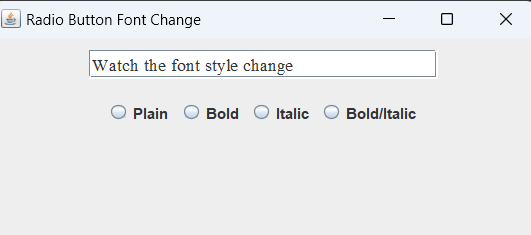 Radio Button Font Change
Watch the font style change
Plain Bold Italic Bold/Italic